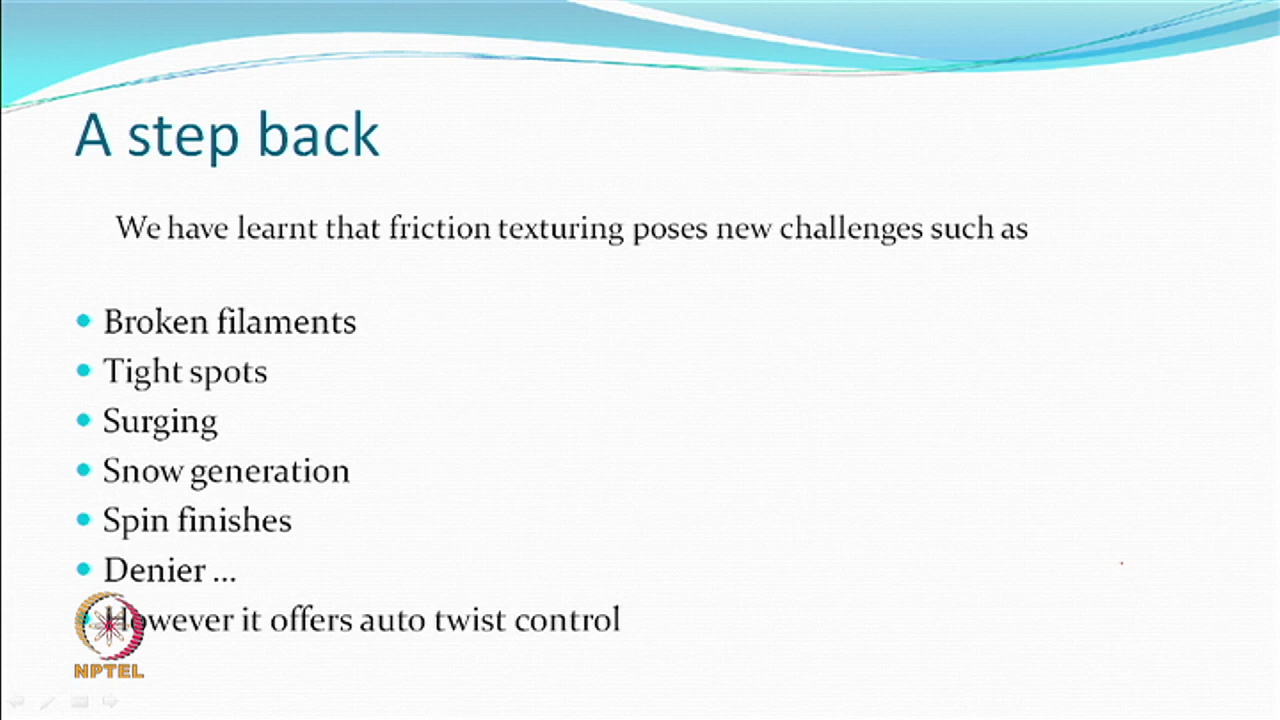 A step back
We have learnt that friction texturing poses new challenges such as
Broken filaments
Tight spots
Surging
Snow generation
Spin finishes
Denier ...
However it offers auto twist control
NPTEL